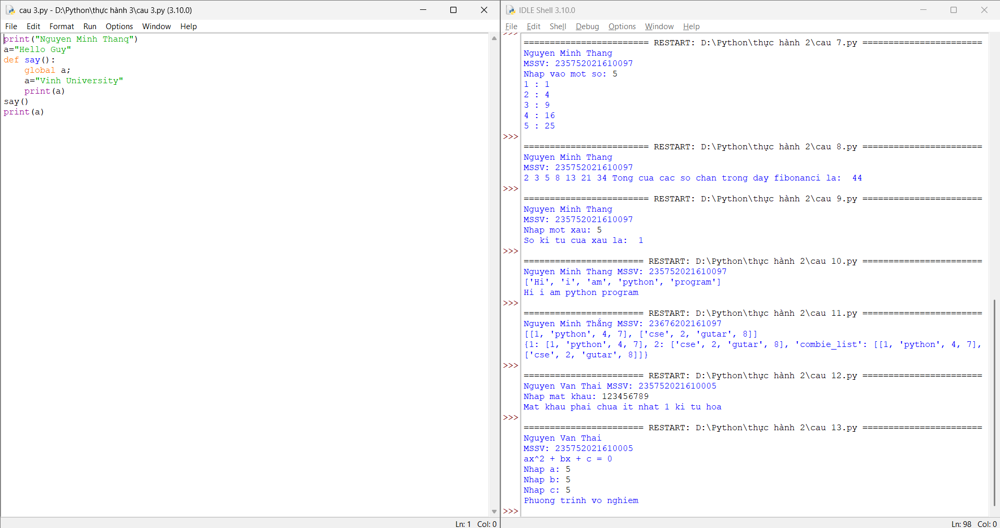 cau 3.py - D:\Python\thực hành 3\cau 3.py (3.10.0)
File Edit Format Run Options Window Help
print("Nguyen Minh Thang")
a="Hello Guy"
def say():
    global a;
    a="Vinh University"
    print(a)
say()
print(a)
Ln: 1 Col: 0
IDLE Shell 3.10.0
File Edit Shell Debug Options Window Help
>>>
======================== RESTART: D:\Python\thực hành 2\cau 7.py =======================
Nguyen Minh Thang
MSSV: 235752021610097
Nhap vao mot so: 5
1 : 1
2 : 4
3 : 9
4 : 16
5 : 25
>>>
======================== RESTART: D:\Python\thực hành 2\cau 8.py =======================
Nguyen Minh Thang
MSSV: 235752021610097
2 3 5 8 13 21 34 Tong cua cac so chan trong day fibonanci la:  44
>>>
======================== RESTART: D:\Python\thực hành 2\cau 9.py =======================
Nguyen Minh Thang
MSSV: 235752021610097
Nhap mot xau: 5
So ki tu cua xau la:  1
>>>
======================= RESTART: D:\Python\thực hành 2\cau 10.py =======================
Nguyen Minh Thang MSSV: 235752021610097
['Hi', 'i', 'am', 'python', 'program']
Hi i am python program
>>>
======================= RESTART: D:\Python\thực hành 2\cau 11.py =======================
Nguyen Minh Thắng MSSV: 23676202161097
[[1, 'python', 4, 7], ['cse', 2, 'gutar', 8]]
{1: [1, 'python', 4, 7], 2: ['cse', 2, 'gutar', 8], 'combie_list': [[1, 'python', 4, 7],
['cse', 2, 'gutar', 8]]}
>>>
======================= RESTART: D:\Python\thực hành 2\cau 12.py =======================
Nguyen Van Thai MSSV: 235752021610005
Nhap mat khau: 123456789
Mat khau phai chua it nhat 1 ki tu hoa
>>>
======================= RESTART: D:\Python\thực hành 2\cau 13.py =======================
Nguyen Van Thai
MSSV: 235752021610005
ax^2 + bx + c = 0
Nhap a: 5
Nhap b: 5
Nhap c: 5
Phuong trinh vo nghiem
>>>
Ln: 98 Col: 0